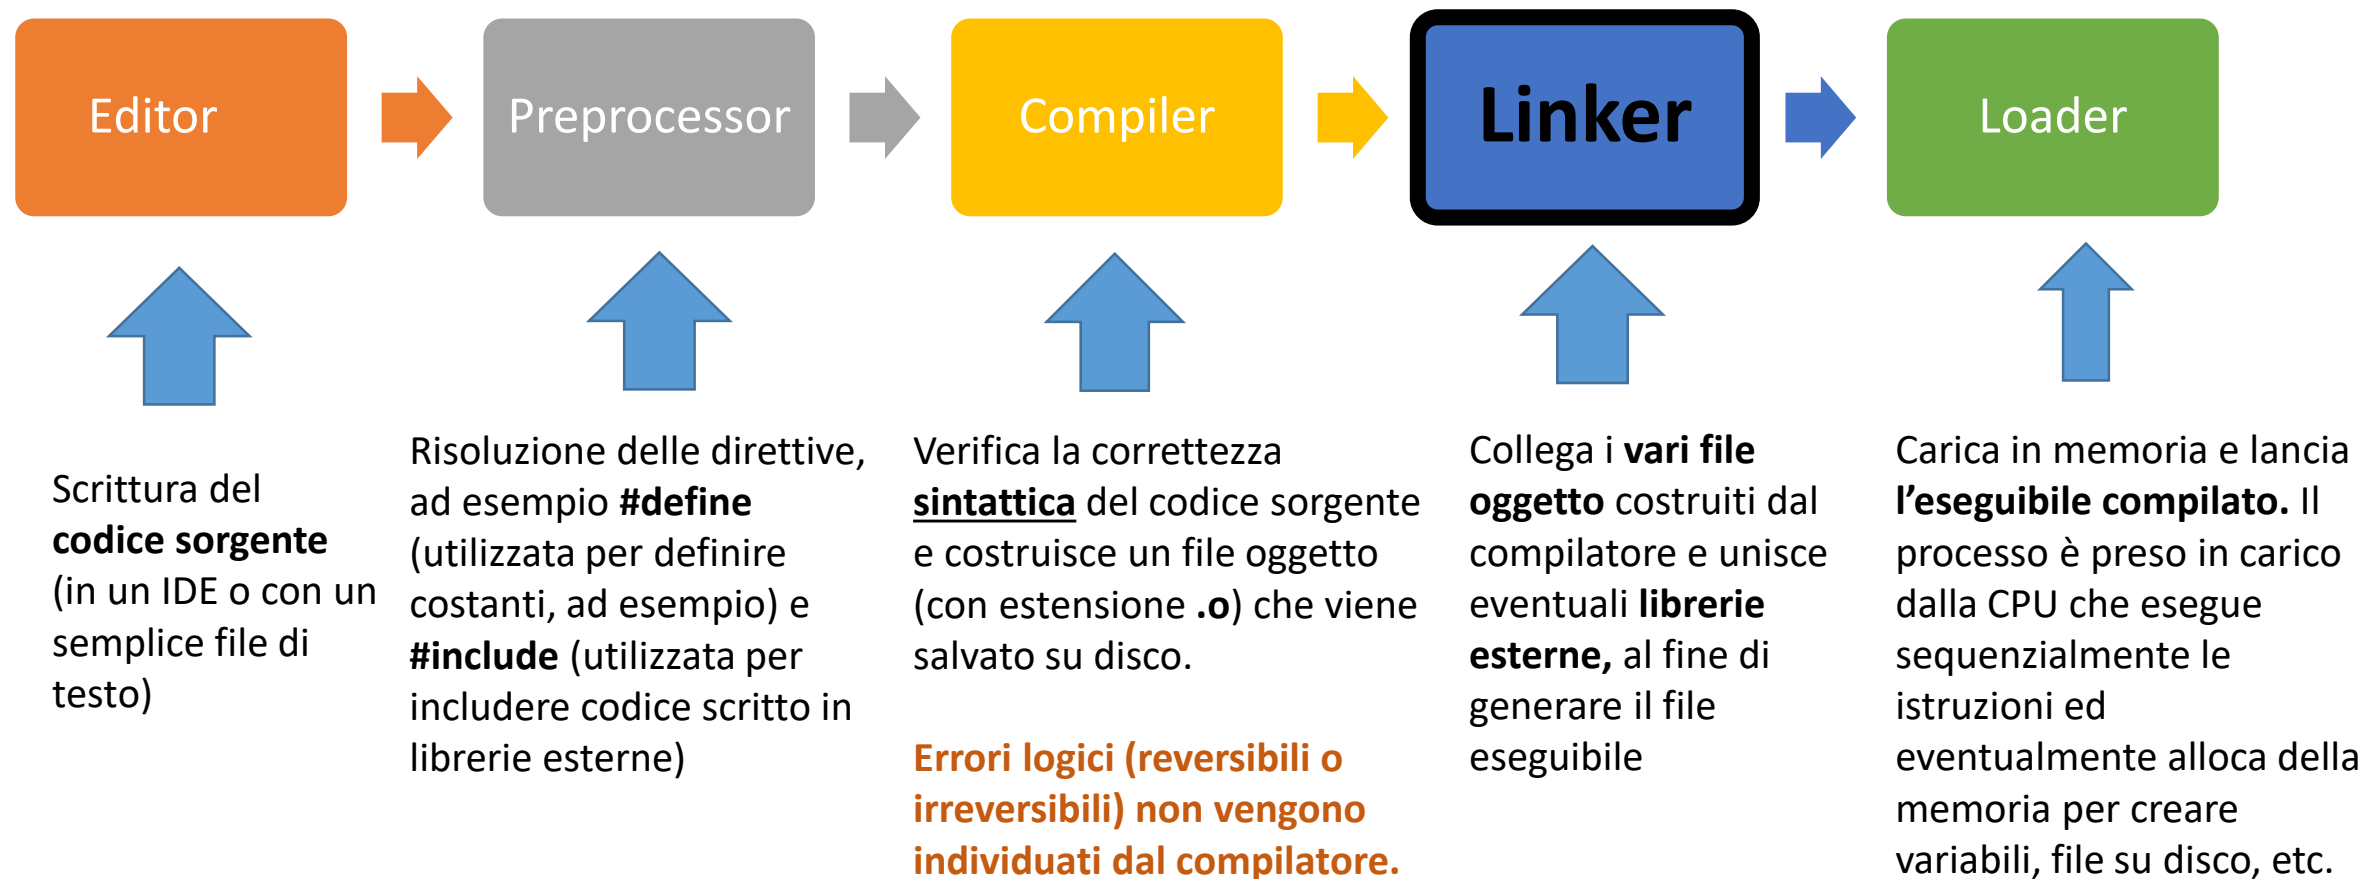 Editor
Preprocessor
Compiler
Linker
Loader
Scrittura del
codice sorgente
(in un IDE o con un
semplice file di
testo)
Risoluzione delle direttive,
ad esempio #define
(utilizzata per definire
costanti, ad esempio) e
#include (utilizzata per
includere codice scritto in
librerie esterne)
Verifica la correttezza
sintattica del codice sorgente
e costruisce un file oggetto
(con estensione .o) che viene
salvato su disco.
Errori logici (reversibili o
irreversibili) non vengono
individuati dal compilatore.
Collega i vari file
oggetto costruiti dal
compilatore e unisce
eventuali librerie
esterne, al fine di
generare il file
eseguibile
Carica in memoria e lancia
l’eseguibile compilato. Il
processo è preso in carico
dalla CPU che esegue
sequenzialmente le
istruzioni ed
eventualmente alloca della
memoria per creare
variabili, file su disco, etc.